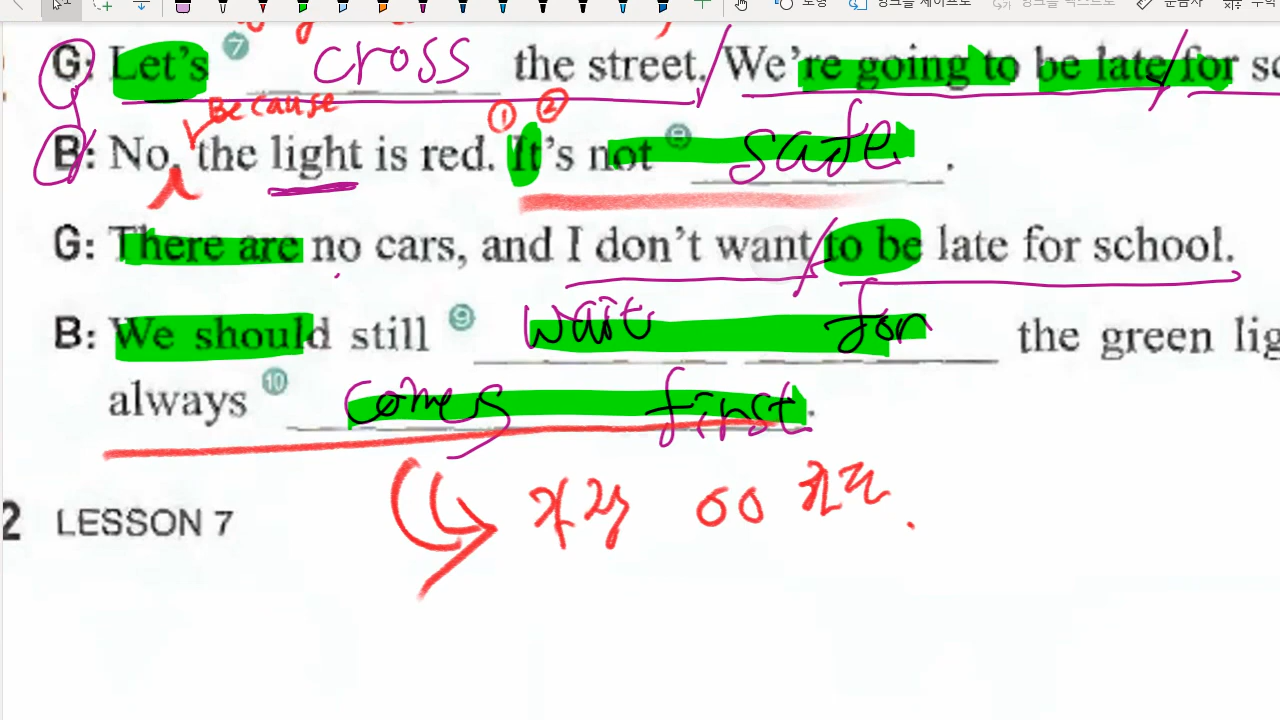 G: Let's ⑦ cross the street. We're going to be late for sc
Because ① ②
B: No, the light is red. It's not ⑧ safe.
G: There are no cars, and I don't want to be late for school.
B: We should still ⑨ wait for the green lig
always ⑩ comes first.
2 LESSON 7